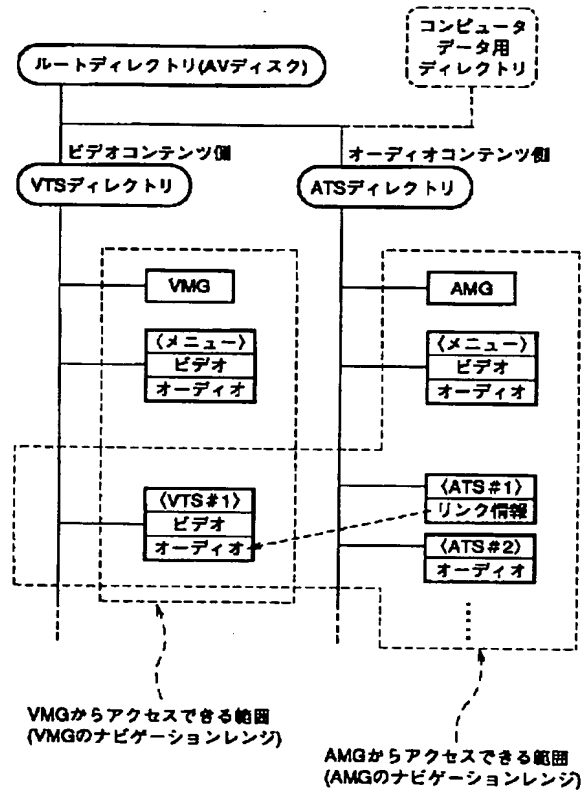 コンピュータ
データ用
ディレクトリ
ルートディレクトリ(AVディスク)
ビデオコンテンツ側
オーディオコンテンツ側
VTSディレクトリ
ATSディレクトリ
VMG
AMG
〈メニュー〉
ビデオ
オーディオ
〈メニュー〉
ビデオ
オーディオ
〈VTS#1〉
ビデオ
オーディオ
〈ATS#1〉
リンク情報
〈ATS#2〉
オーディオ
VMGからアクセスできる範囲
(VMGのナビゲーションレンジ)
AMGからアクセスできる範囲
(AMGのナビゲーションレンジ)